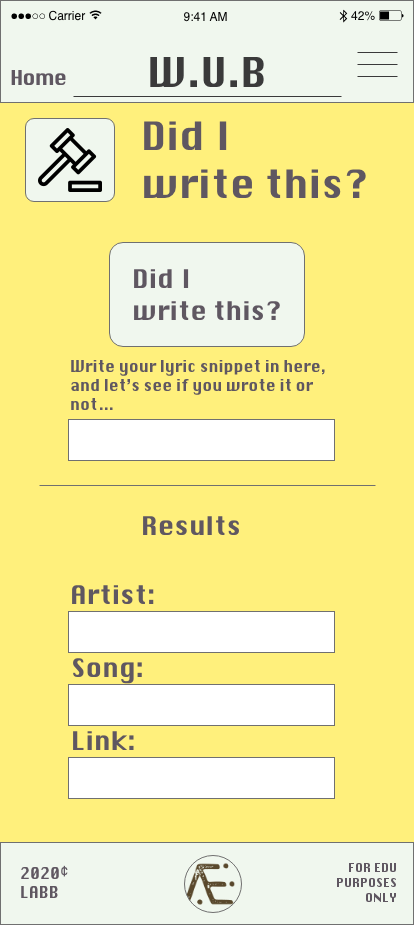 Carrier 9:41 AM 42%
Home W.U.B
Did I
write this?
Did I
write this?
Write your lyric snippet in here,
and let's see if you wrote it or
not...
Results
Artist:
Song:
Link:
2020¢
LABB
Æ
FOR EDU
PURPOSES
ONLY